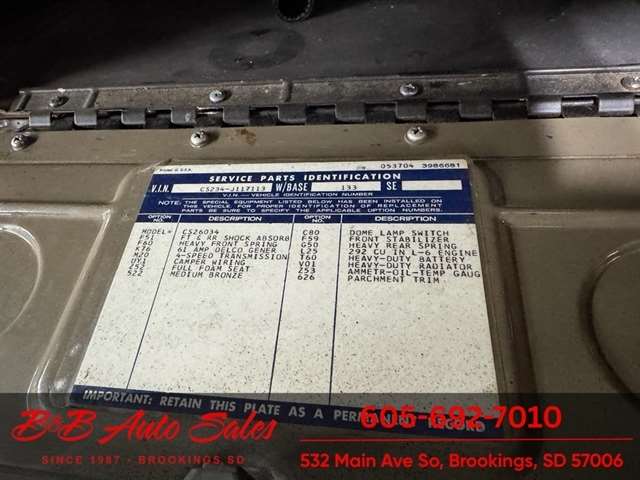 053704 3986681
SERVICE PARTS IDENTIFICATION
V.I.N. CS234-J117113 W/BASE 133 SE
V.I.N. — VEHICLE IDENTIFICATION NUMBER
NOTE: THE SPECIAL EQUIPMENT LISTED BELOW HAS BEEN INSTALLED ON
THIS VEHICLE. FOR PROPER IDENTIFICATION OF REPLACEMENT
PARTS BE SURE TO SPECIFY THE APPLICABLE OPTION NUMBERS.
OPTION NO. DESCRIPTION OPTION NO. DESCRIPTION
MODEL* CS26034 C80 DOME LAMP SWITCH
F51 FT & RR SHOCK ABSORB F59 FRONT STABILIZER
F60 HEAVY FRONT SPRING G50 HEAVY REAR SPRING
K76 61 AMP DELCO GENER L25 292 CU IN L-6 ENGINE
M20 4-SPEED TRANSMISSION T60 HEAVY-DUTY BATTERY
UY1 CAMPER WIRING V01 HEAVY-DUTY RADIATOR
Z52 FULL FOAM SEAT Z53 AMMETR-OIL-TEMP GAUG
522 MEDIUM BRONZE 626 PARCHMENT TRIM
IMPORTANT: RETAIN THIS PLATE AS A PERMANENT RECORD
B&B Auto Sales
SINCE 1987 - BROOKINGS, SD
605-692-7010
532 Main Ave So, Brookings, SD 57006